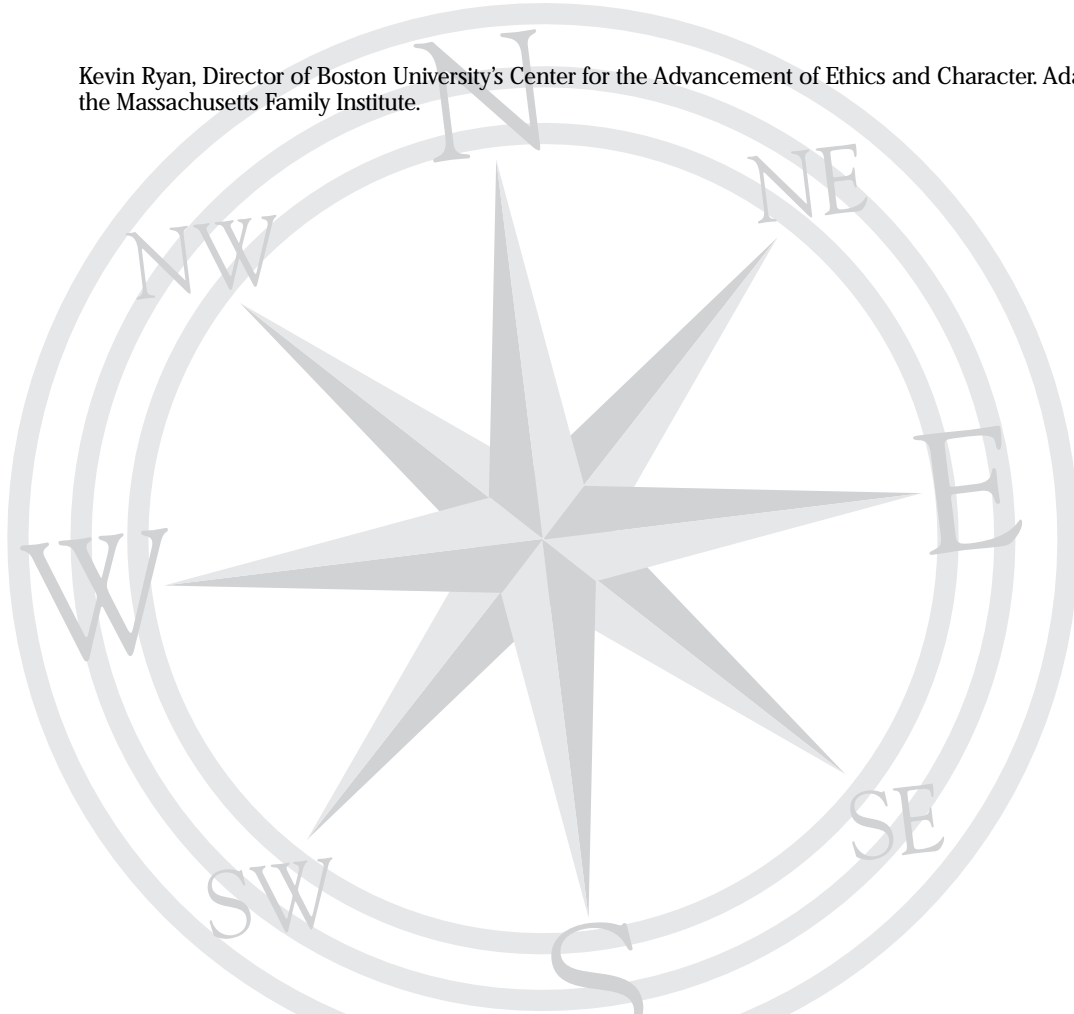 Kevin Ryan, Director of Boston University's Center for the Advancement of Ethics and Character.
the Massachusetts Family Institute.
N
NW NE
W E
SW SE
S